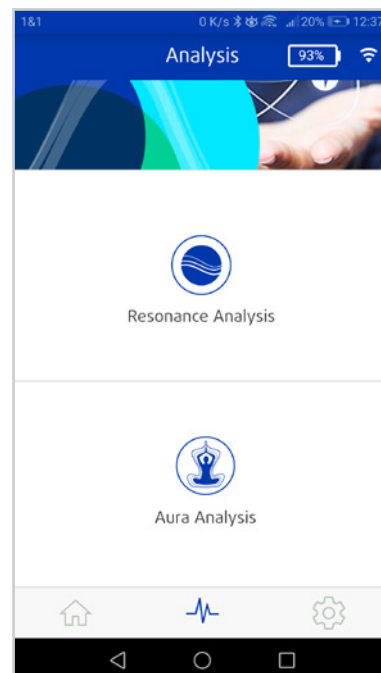 1&1 0 K/s 20% 12:37
Analysis 93%
Resonance Analysis
Aura Analysis